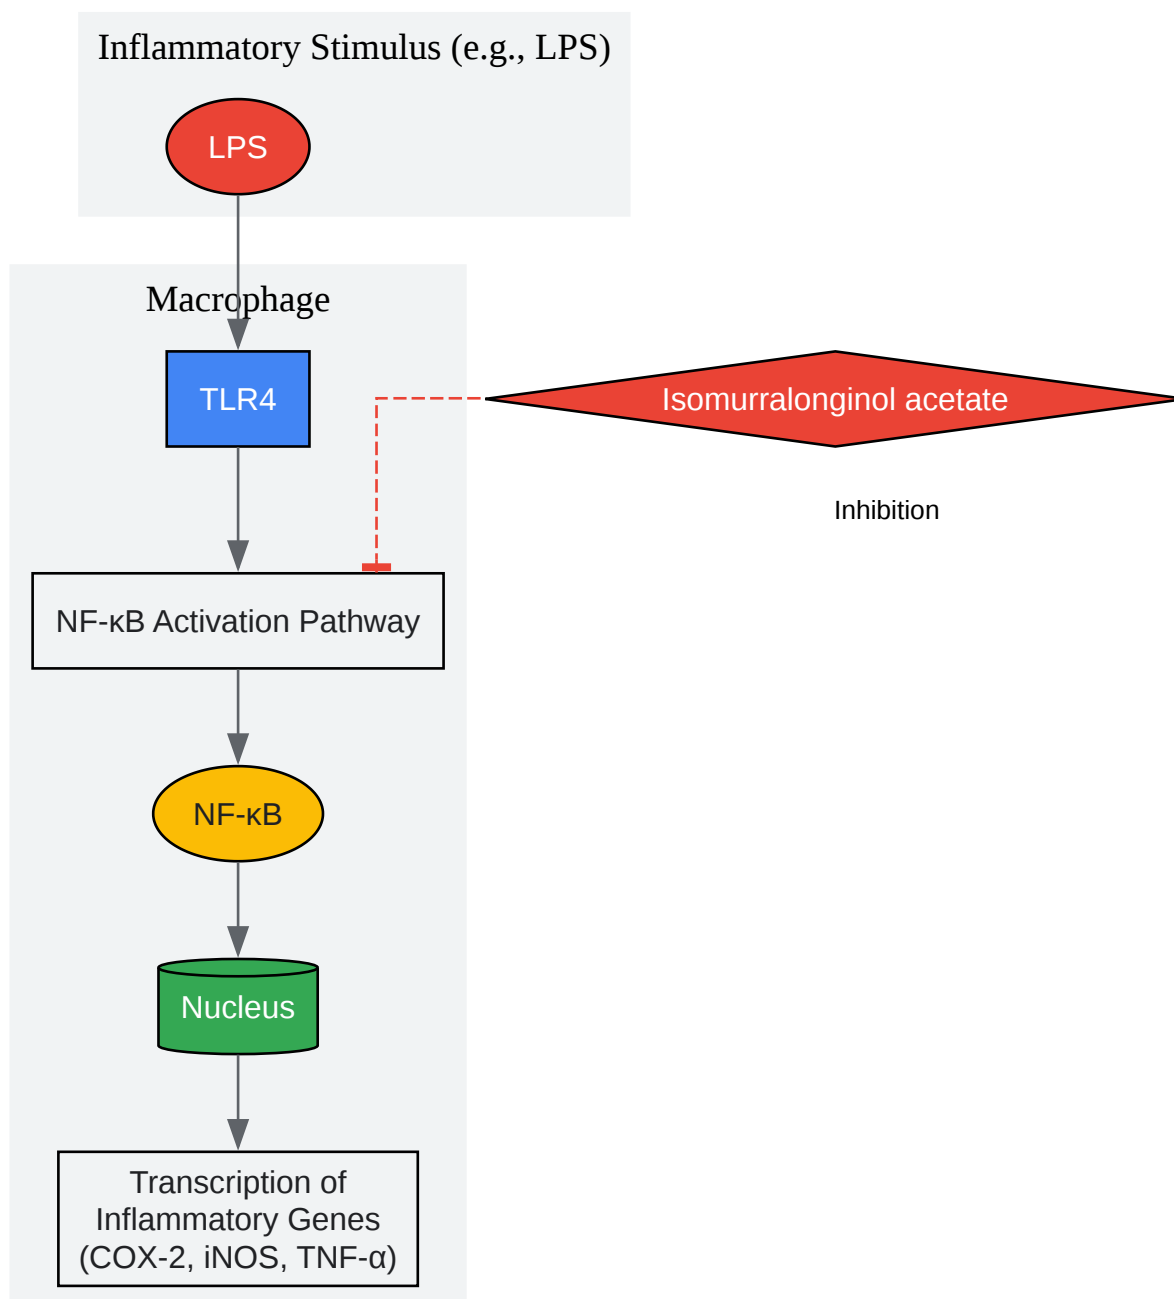 Inflammatory Stimulus (e.g., LPS)
LPS
Macrophage
TLR4
Isomurralonginol acetate
Inhibition
NF-κB Activation Pathway
NF-κB
Nucleus
Transcription of
Inflammatory Genes
(COX-2, iNOS, TNF-α)